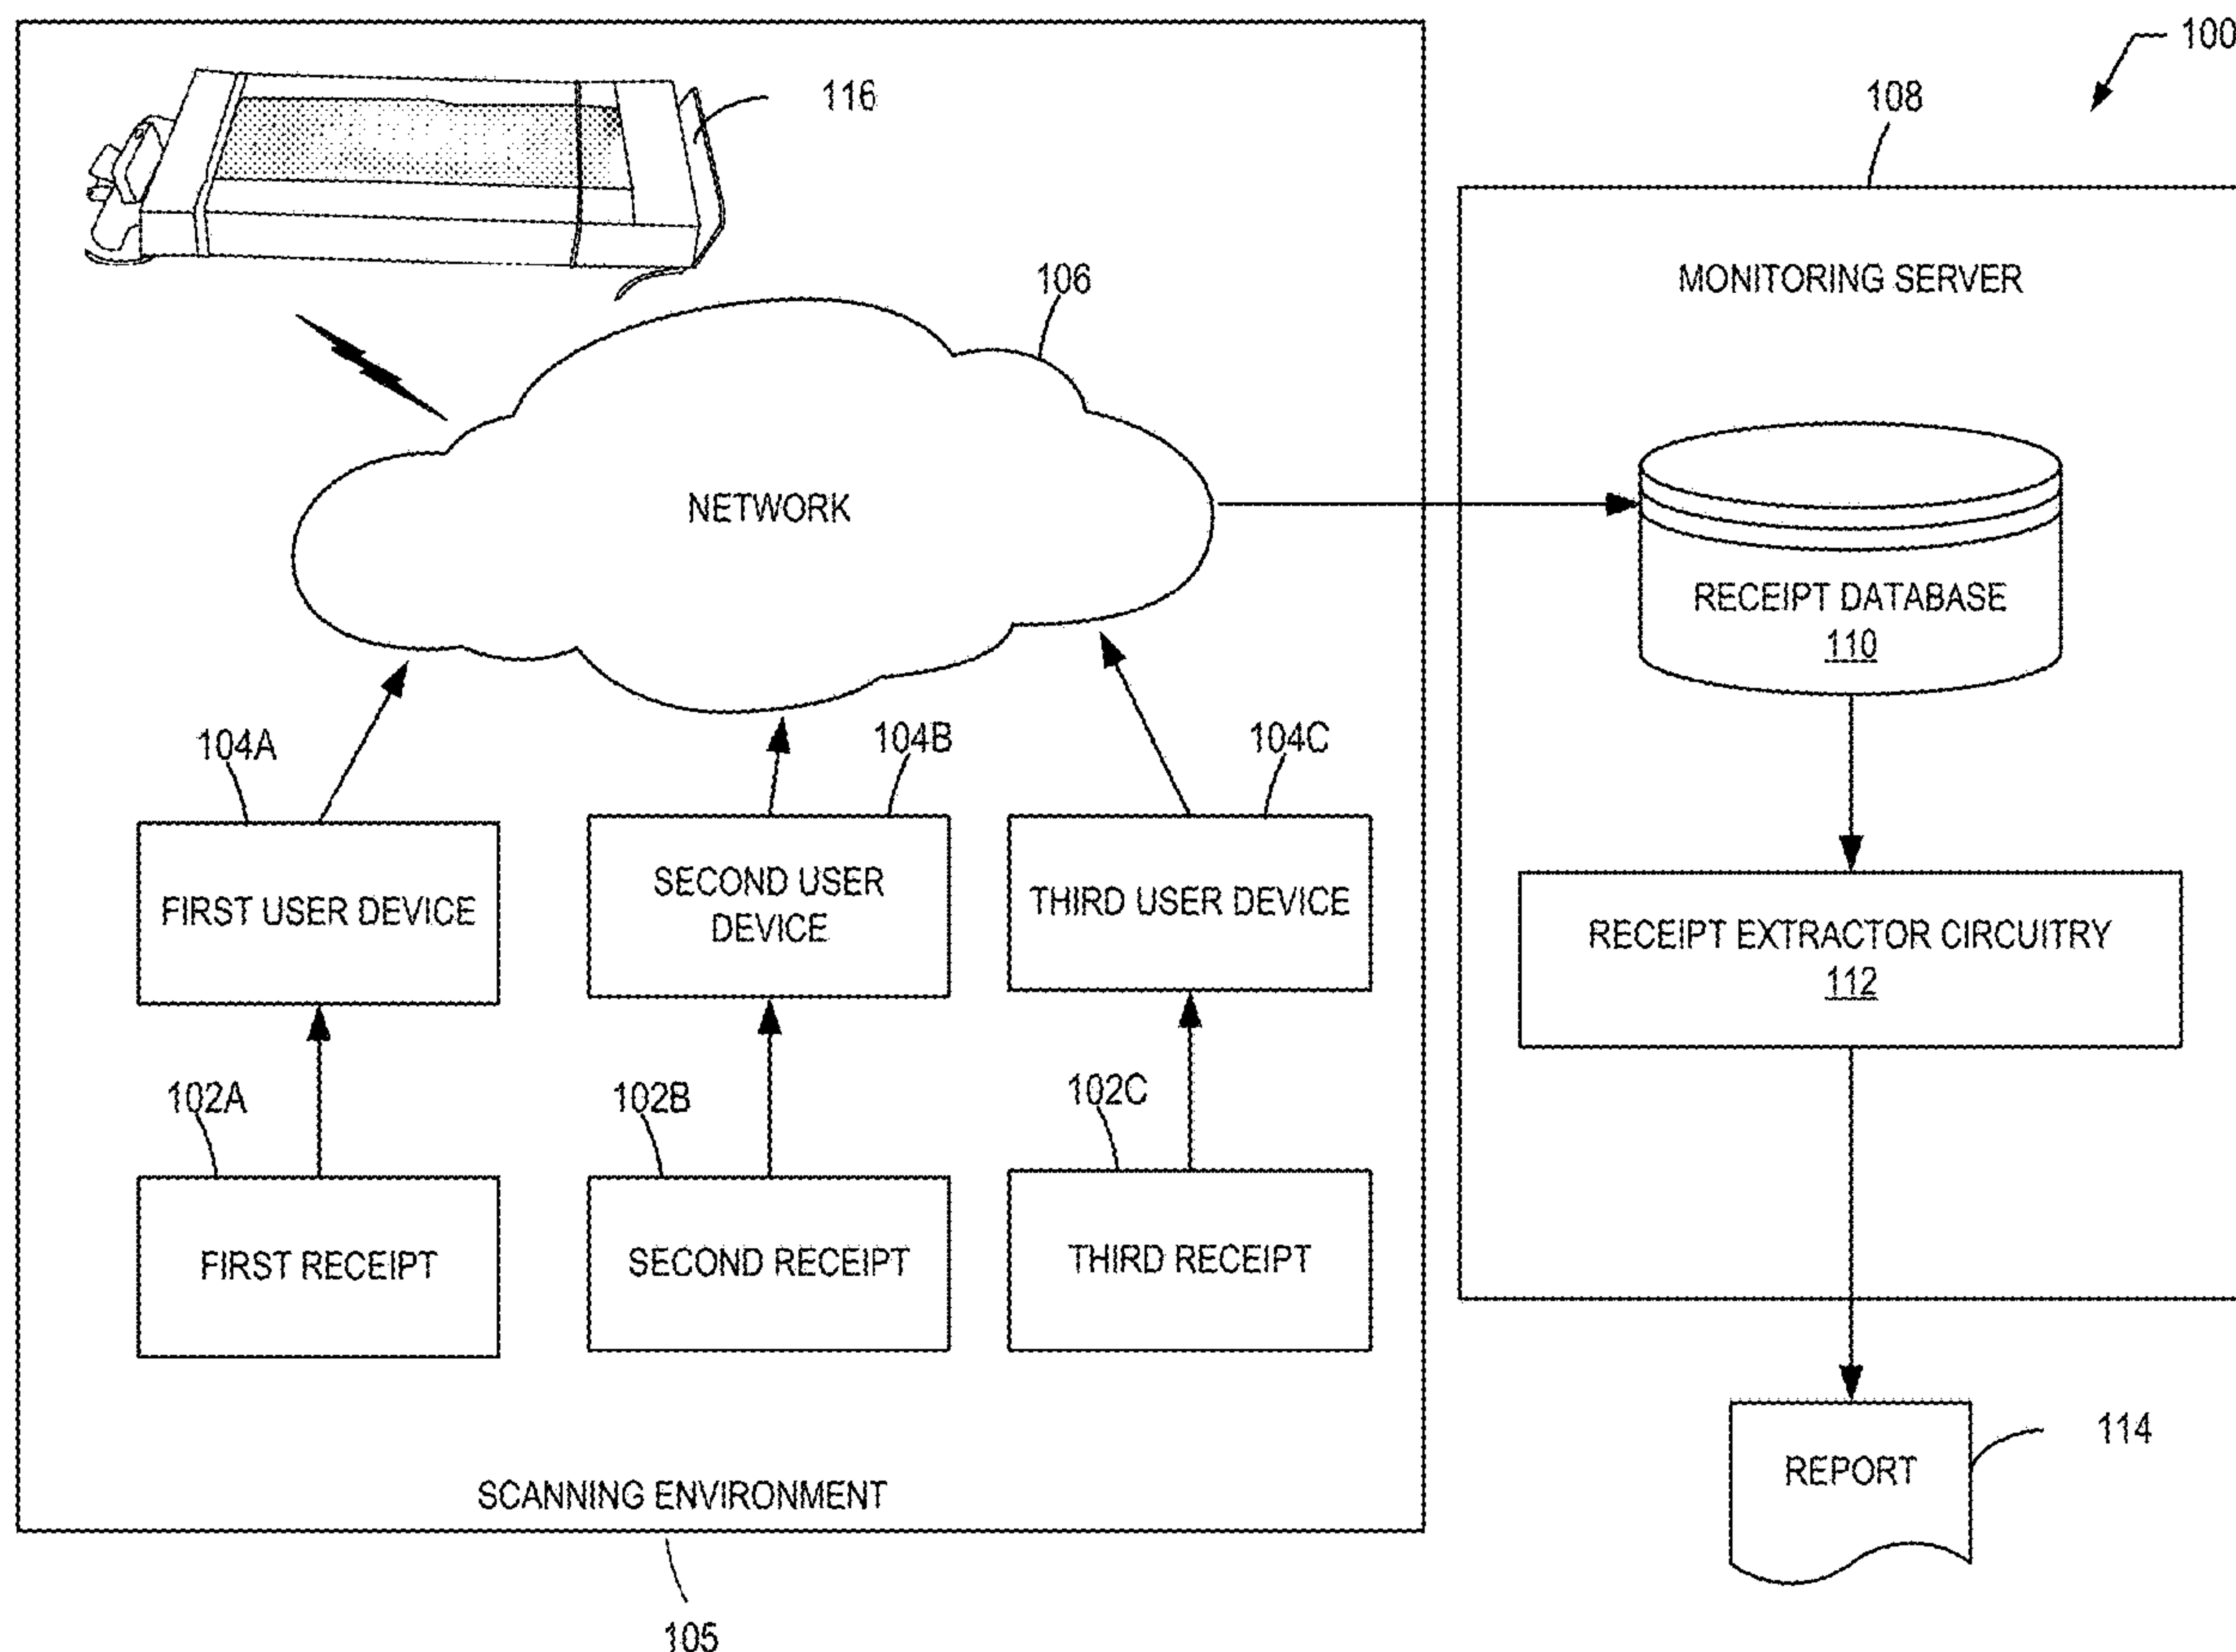 100
116
108
MONITORING SERVER
106
NETWORK
RECEIPT DATABASE
110
104A
104B
104C
FIRST USER DEVICE
SECOND USER
DEVICE
THIRD USER DEVICE
RECEIPT EXTRACTOR CIRCUITRY
112
102A
102B
102C
FIRST RECEIPT
SECOND RECEIPT
THIRD RECEIPT
REPORT
114
SCANNING ENVIRONMENT
105